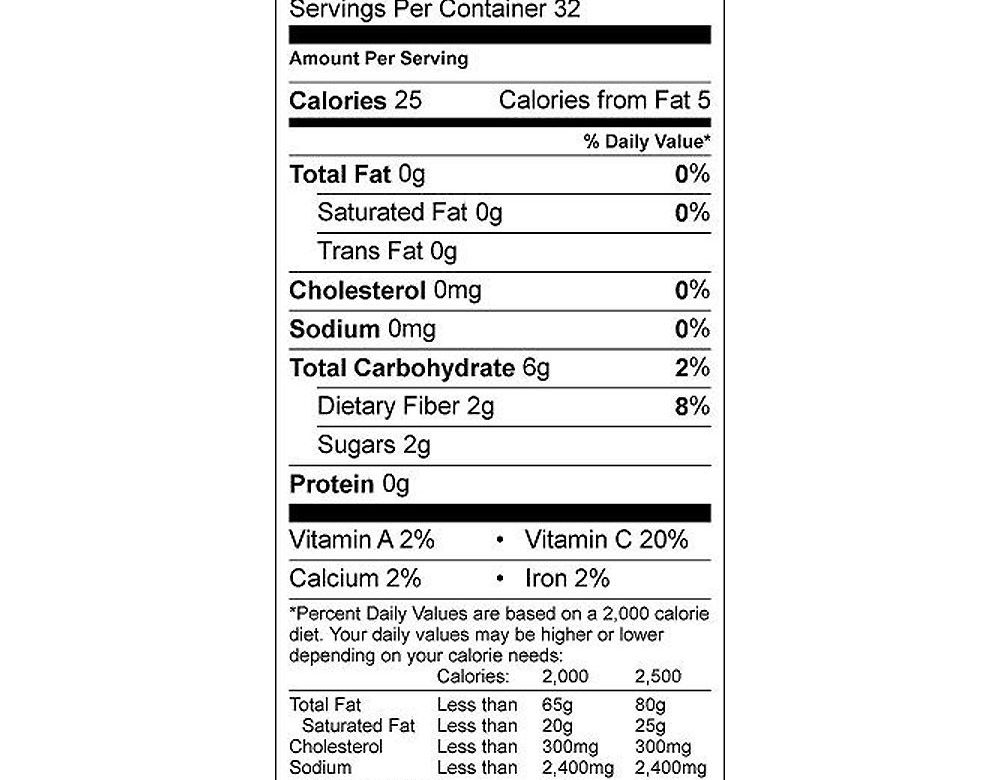 Servings Per Container 32
Amount Per Serving
Calories 25 Calories from Fat 5
% Daily Value*
Total Fat 0g 0%
Saturated Fat 0g 0%
Trans Fat 0g
Cholesterol 0mg 0%
Sodium 0mg 0%
Total Carbohydrate 6g 2%
Dietary Fiber 2g 8%
Sugars 2g
Protein 0g
Vitamin A 2% • Vitamin C 20%
Calcium 2% • Iron 2%
*Percent Daily Values are based on a 2,000 calorie
diet. Your daily values may be higher or lower
depending on your calorie needs:
Calories: 2,000 2,500
Total Fat Less than 65g 80g
Saturated Fat Less than 20g 25g
Cholesterol Less than 300mg 300mg
Sodium Less than 2,400mg 2,400mg